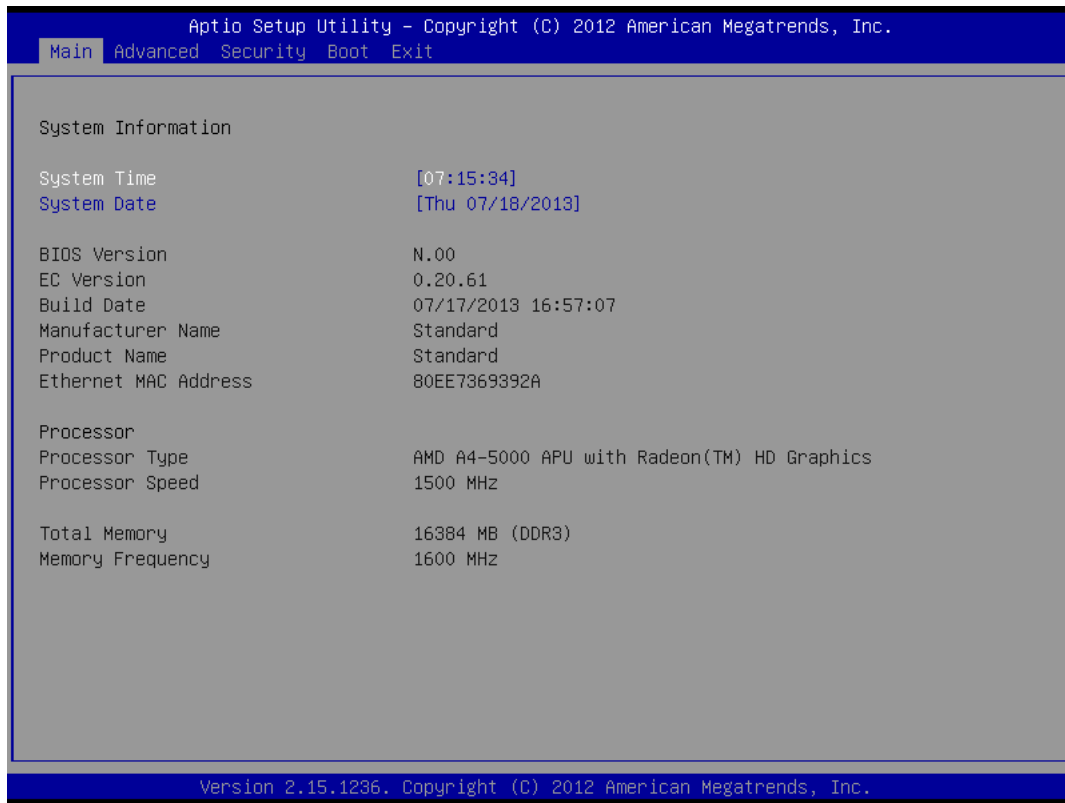 Aptio Setup Utility – Copyright (C) 2012 American Megatrends, Inc.
Main Advanced Security Boot Exit
System Information
System Time [07:15:34]
System Date [Thu 07/18/2013]
BIOS Version N.00
EC Version 0.20.61
Build Date 07/17/2013 16:57:07
Manufacturer Name Standard
Product Name Standard
Ethernet MAC Address 80EE7369392A
Processor
Processor Type AMD A4-5000 APU with Radeon(TM) HD Graphics
Processor Speed 1500 MHz
Total Memory 16384 MB (DDR3)
Memory Frequency 1600 MHz
Version 2.15.1236. Copyright (C) 2012 American Megatrends, Inc.